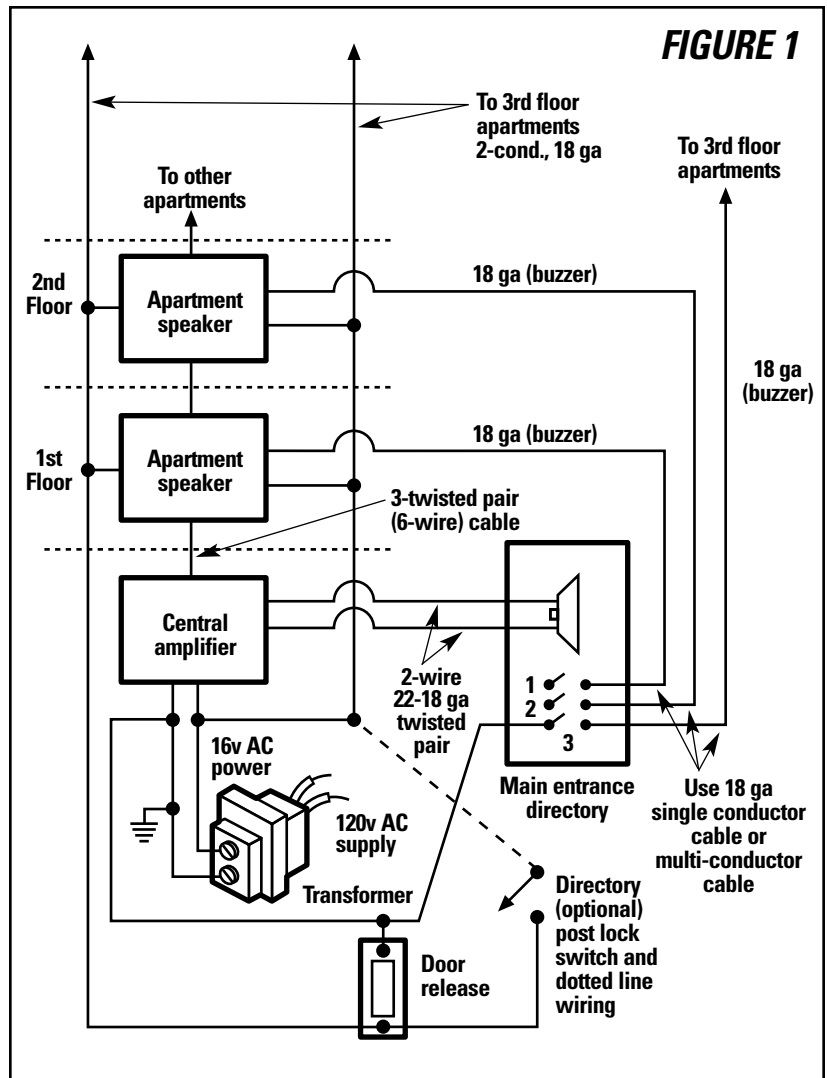 FIGURE 1
To 3rd floor
apartments
2-cond., 18 ga
To 3rd floor
apartments
To other
apartments
2nd
Floor
Apartment
speaker
18 ga (buzzer)
18 ga
(buzzer)
1st
Floor
Apartment
speaker
18 ga (buzzer)
3-twisted pair
(6-wire) cable
Central
amplifier
2-wire
22-18 ga
twisted
pair
1
2
3
Main entrance
directory
Use 18 ga
single conductor
cable or
multi-conductor
cable
16v AC
power
120v AC
supply
Transformer
Door
release
Directory
(optional)
post lock
switch and
dotted line
wiring